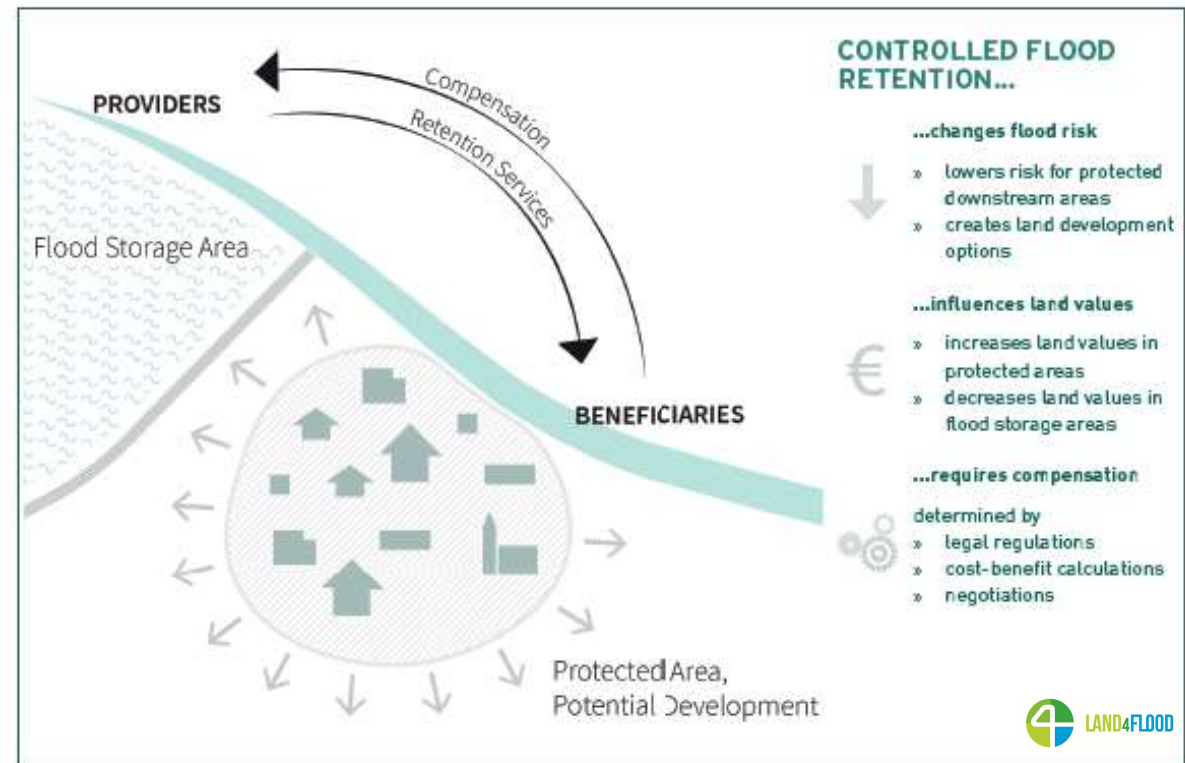 PROVIDERS
Compensation
Retention Services
Flood Storage Area
BENEFICIARIES
Protected Area,
Potential Development
CONTROLLED FLOOD
RETENTION...
...changes flood risk
» lowers risk for protected
downstream areas
» creates land development
options
...influences land values
€
» increases land values in
protected areas
» decreases land values in
flood storage areas
...requires compensation
determined by
» legal regulations
» cost-benefit calculations
» negotiations
4 LAND4FLOOD